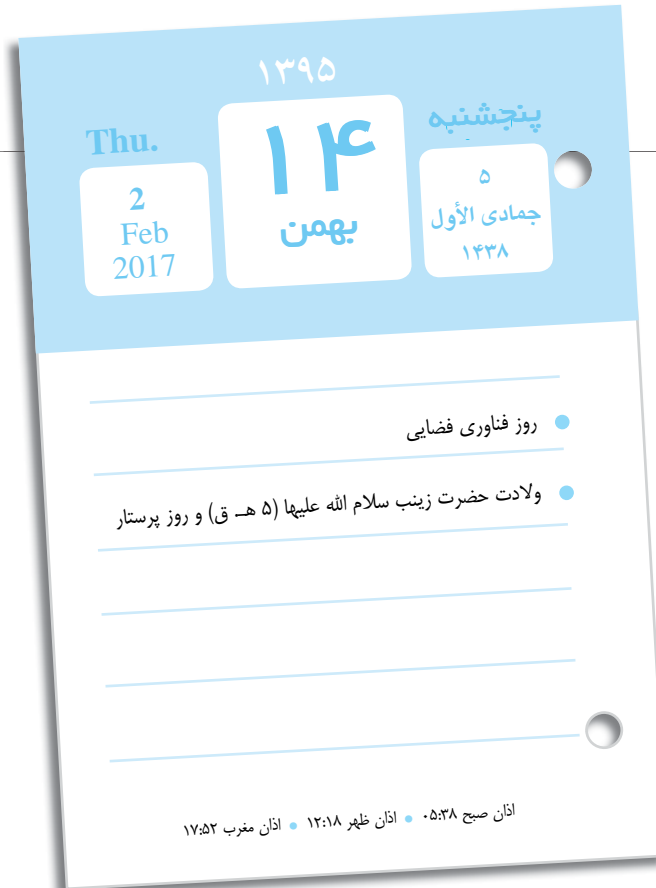 ۱۳۹۵
پنجشنبه
۵
جمادی الأول
۱۴۳۸
۱۴
بهمن
Thu.
2
Feb
2017
روز فناوری فضایی
ولادت حضرت زینب سلام الله علیها (۵ هـ ق) و روز پرستار
اذان صبح ۰۵:۳۸ • اذان ظهر ۱۲:۱۸ • اذان مغرب ۱۷:۵۲